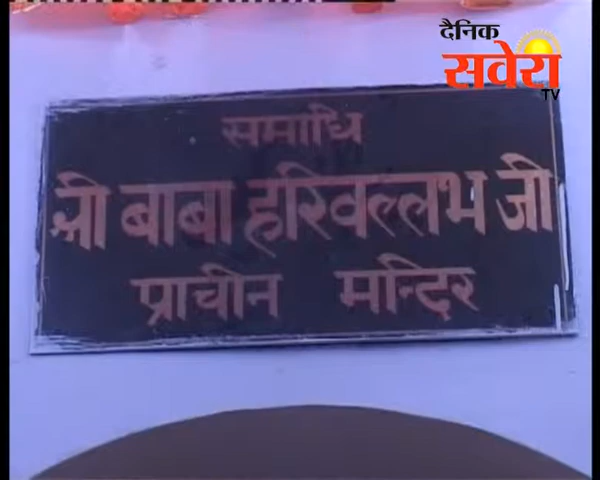 दैनिक
सवेरा
TV
समाधि
श्री बाबा हरिवल्लभ जी
प्राचीन मन्दिर